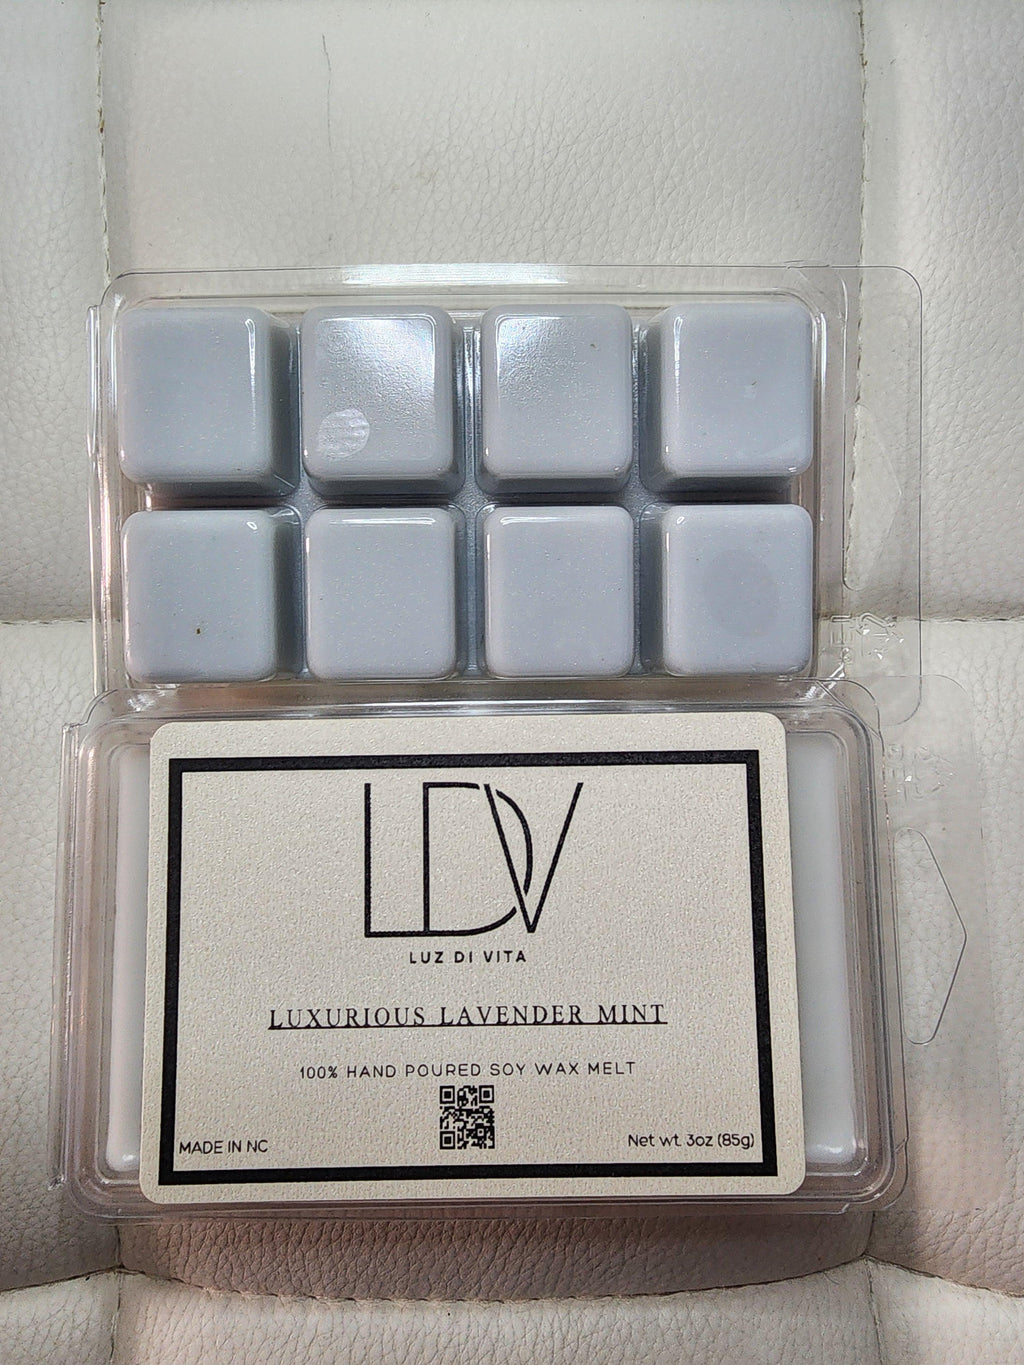 LDV
LUZ DI VITA
LUXURIOUS LAVENDER MINT
100% HAND POURED SOY WAX MELT
MADE IN NC
Net wt. 3oz (85g)